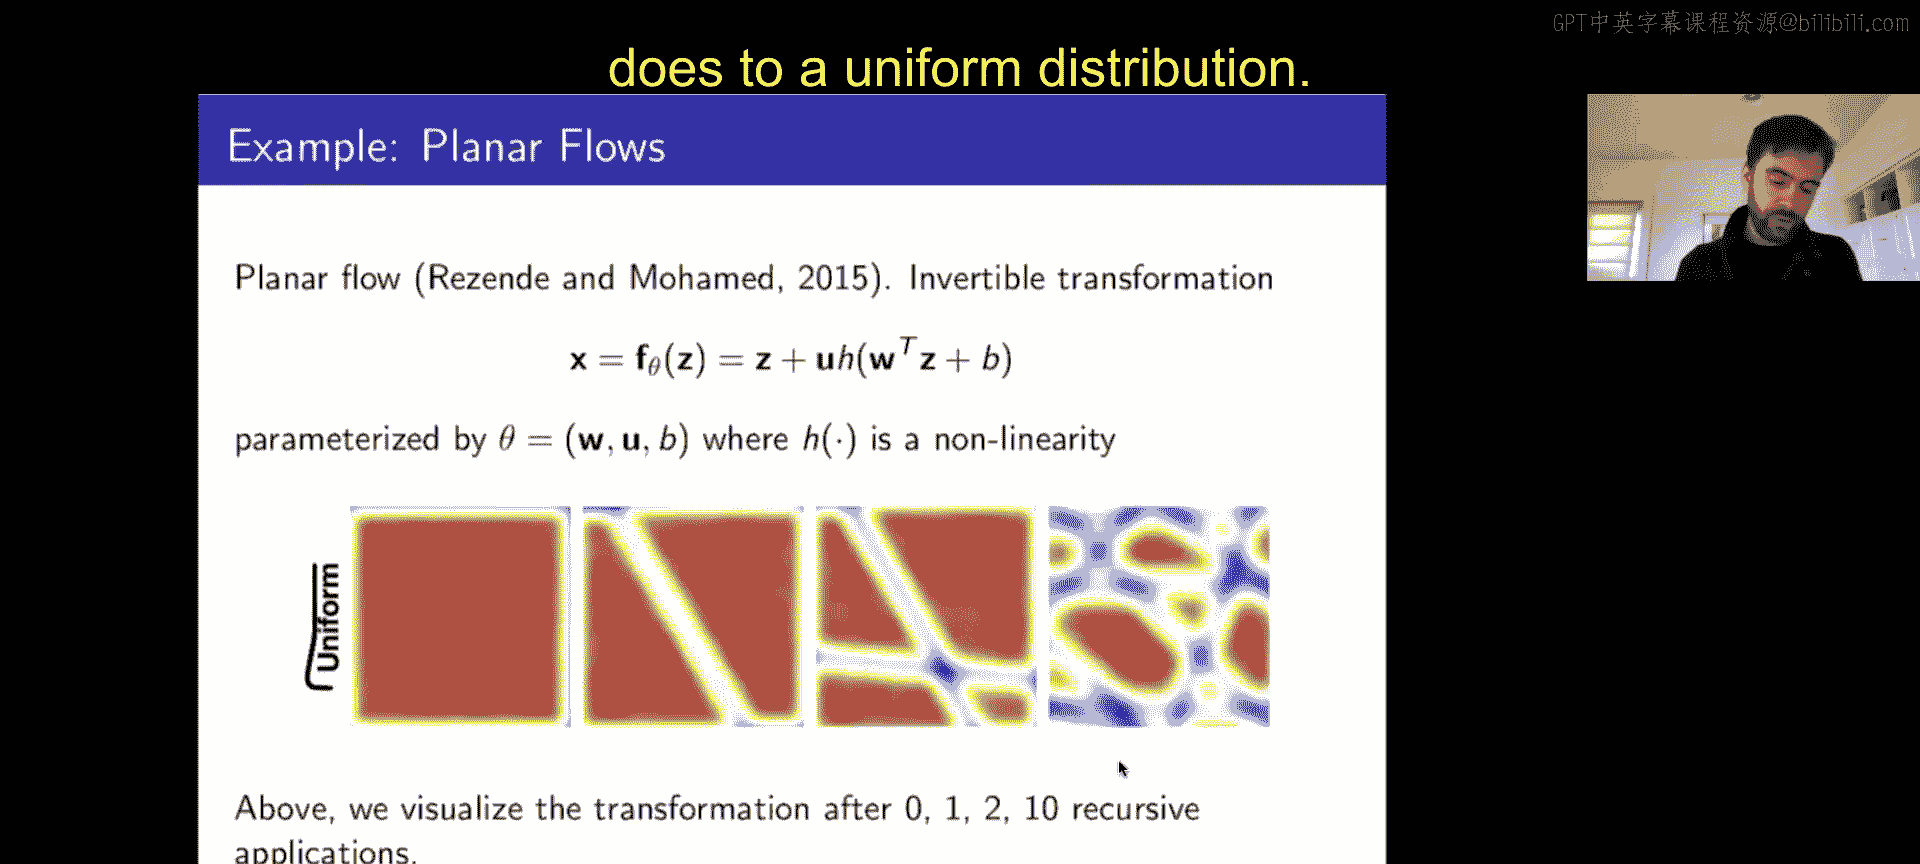 GPT中英字幕课程资源@bilibili.com
does to a uniform distribution.
Example: Planar Flows
Planar flow (Rezende and Mohamed, 2015). Invertible transformation
x = f_θ(z) = z + uh(w^T z + b)
parameterized by θ = (w, u, b) where h(·) is a non-linearity
Uniform
Above, we visualize the transformation after 0, 1, 2, 10 recursive
applications.